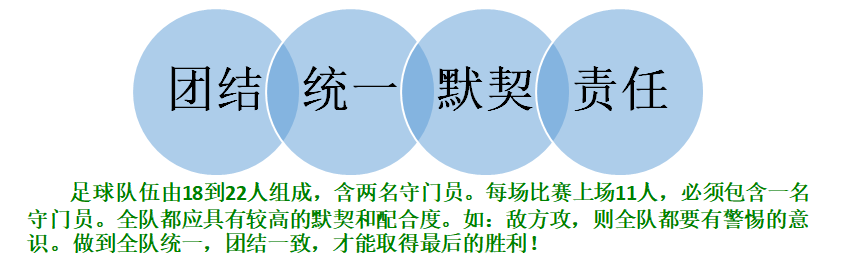 团结 统一 默契 责任
足球队伍由18到22人组成，含两名守门员。每场比赛上场11人，必须包含一名
守门员。全队都应具有较高的默契和配合度。如：敌方攻，则全队都要有警惕的意
识。做到全队统一，团结一致，才能取得最后的胜利！